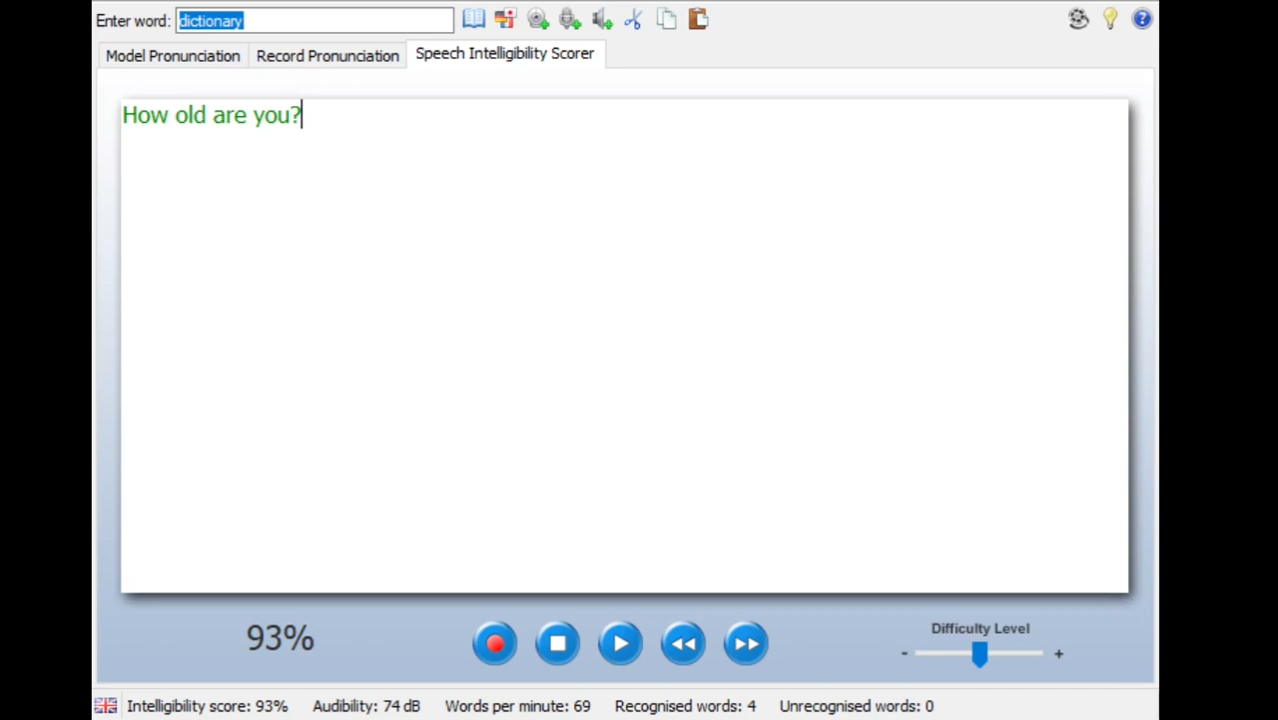 Enter word: dictionary
Model Pronunciation Record Pronunciation Speech Intelligibility Scorer
How old are you?
93%
Difficulty Level
- +
Intelligibility score: 93% Audibility: 74 dB Words per minute: 69 Recognised words: 4 Unrecognised words: 0